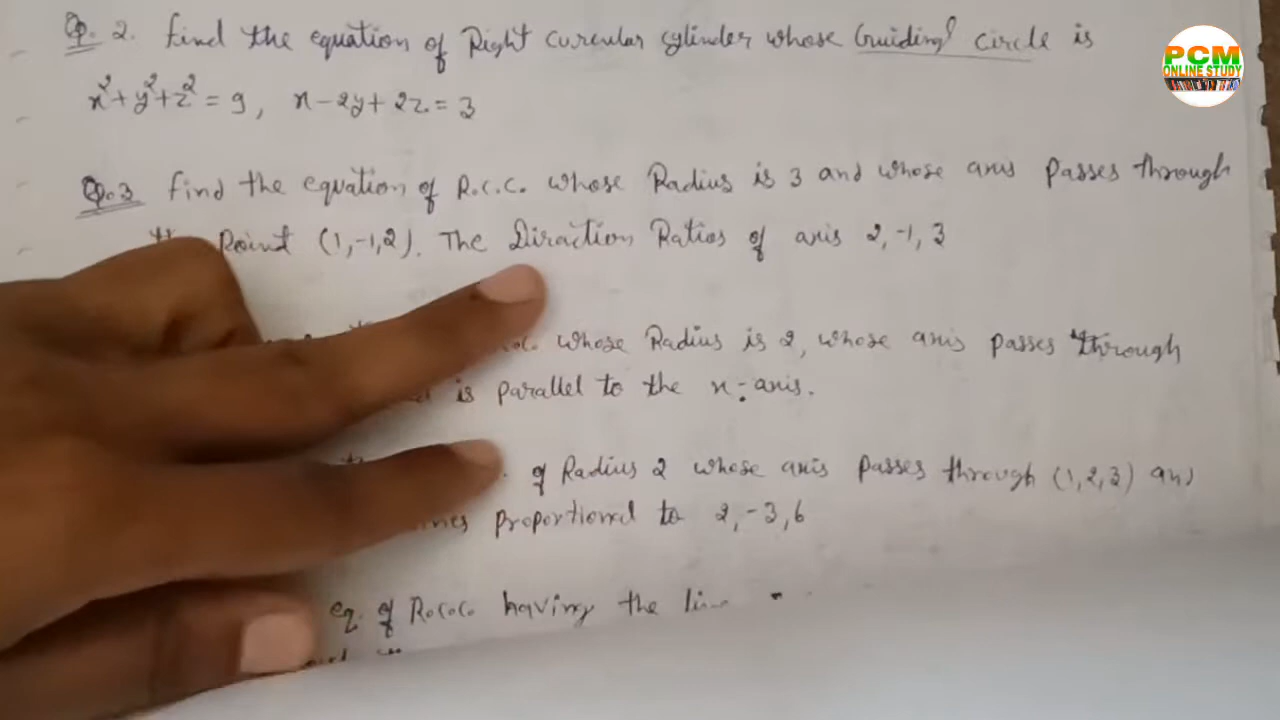 Q. 2. find the equation of Right curcular cylinder whose Guiding circle is
x²+y²+z² = 9, x-2y+2z = 3
Q.3 find the equation of R.C.C. whose Radius is 3 and whose axis passes through
Point (1,-1,2). The Diraction Ratios of axis 2,-1,3
whose Radius is 2, whose axis passes through
is parallel to the x-axis.
of Radius 2 whose axis passes through (1,2,3) and
proportional to 2,-3,6
eq. of R.C.C. having the line
PCM
ONLINE STUDY